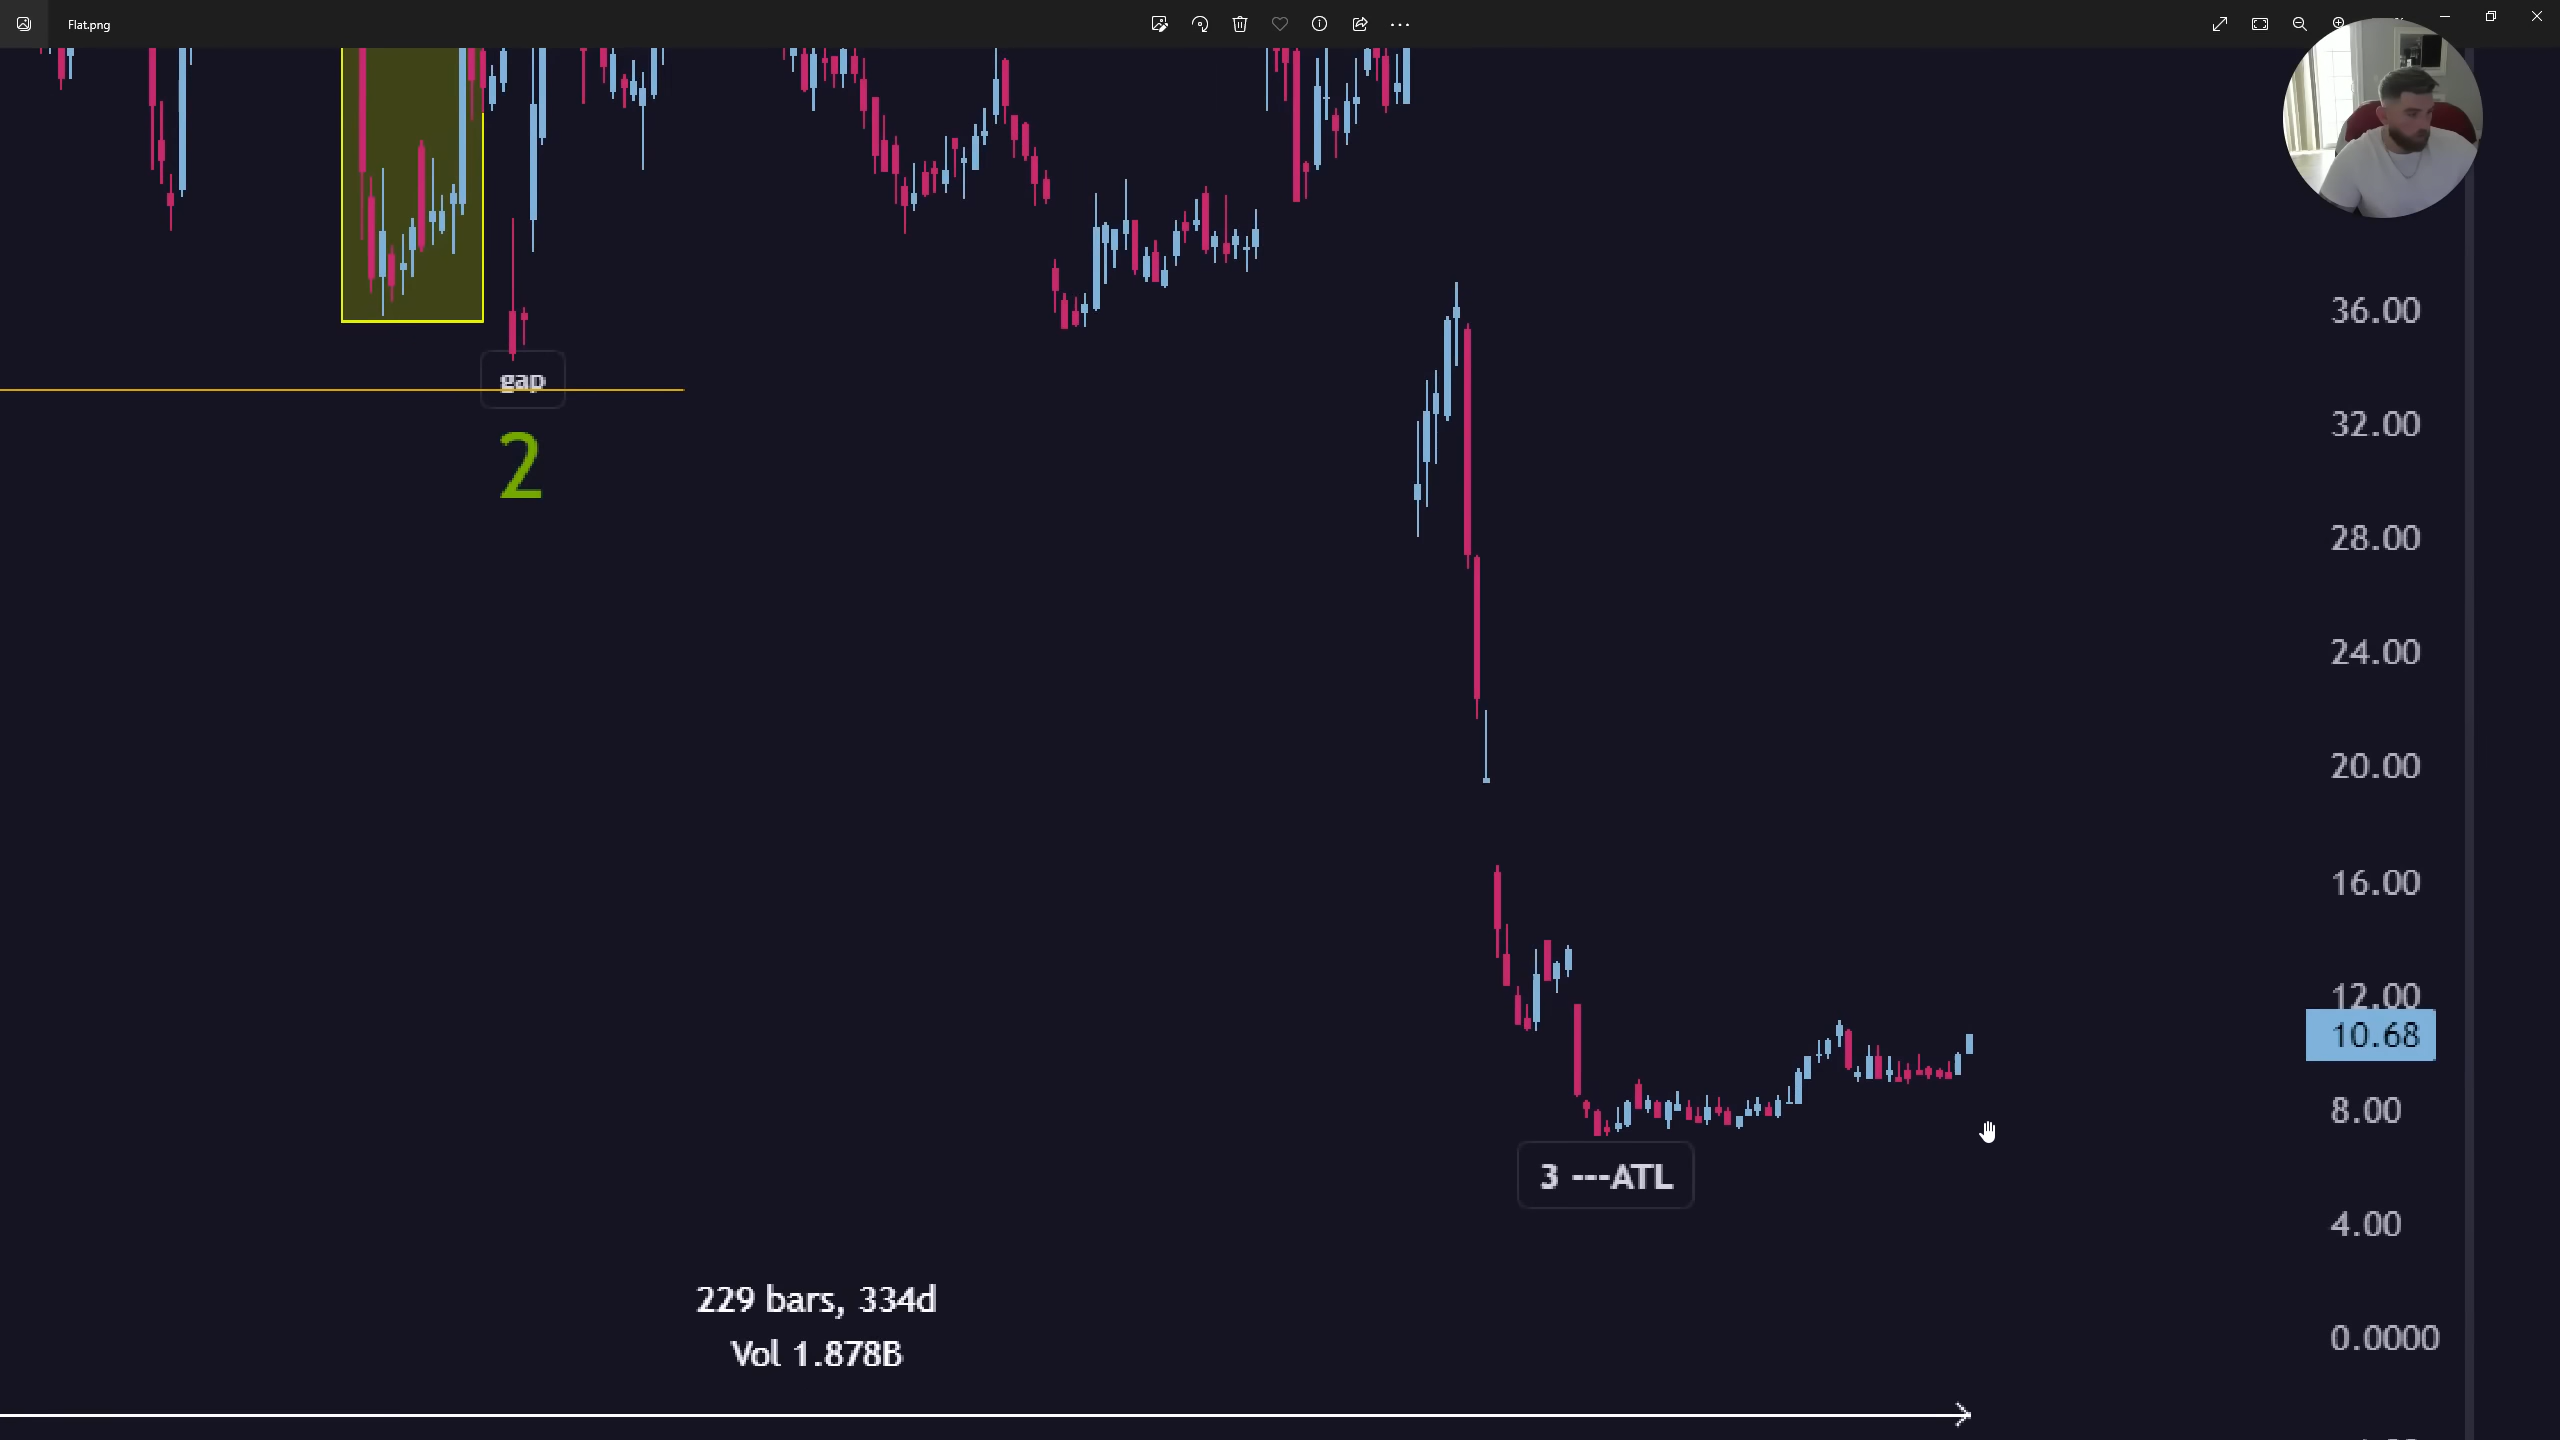 Flat.png
36.00
gap
32.00
2
28.00
24.00
20.00
16.00
12.00
10.68
8.00
3 ---ATL
4.00
229 bars, 334d
0.0000
Vol 1.878B